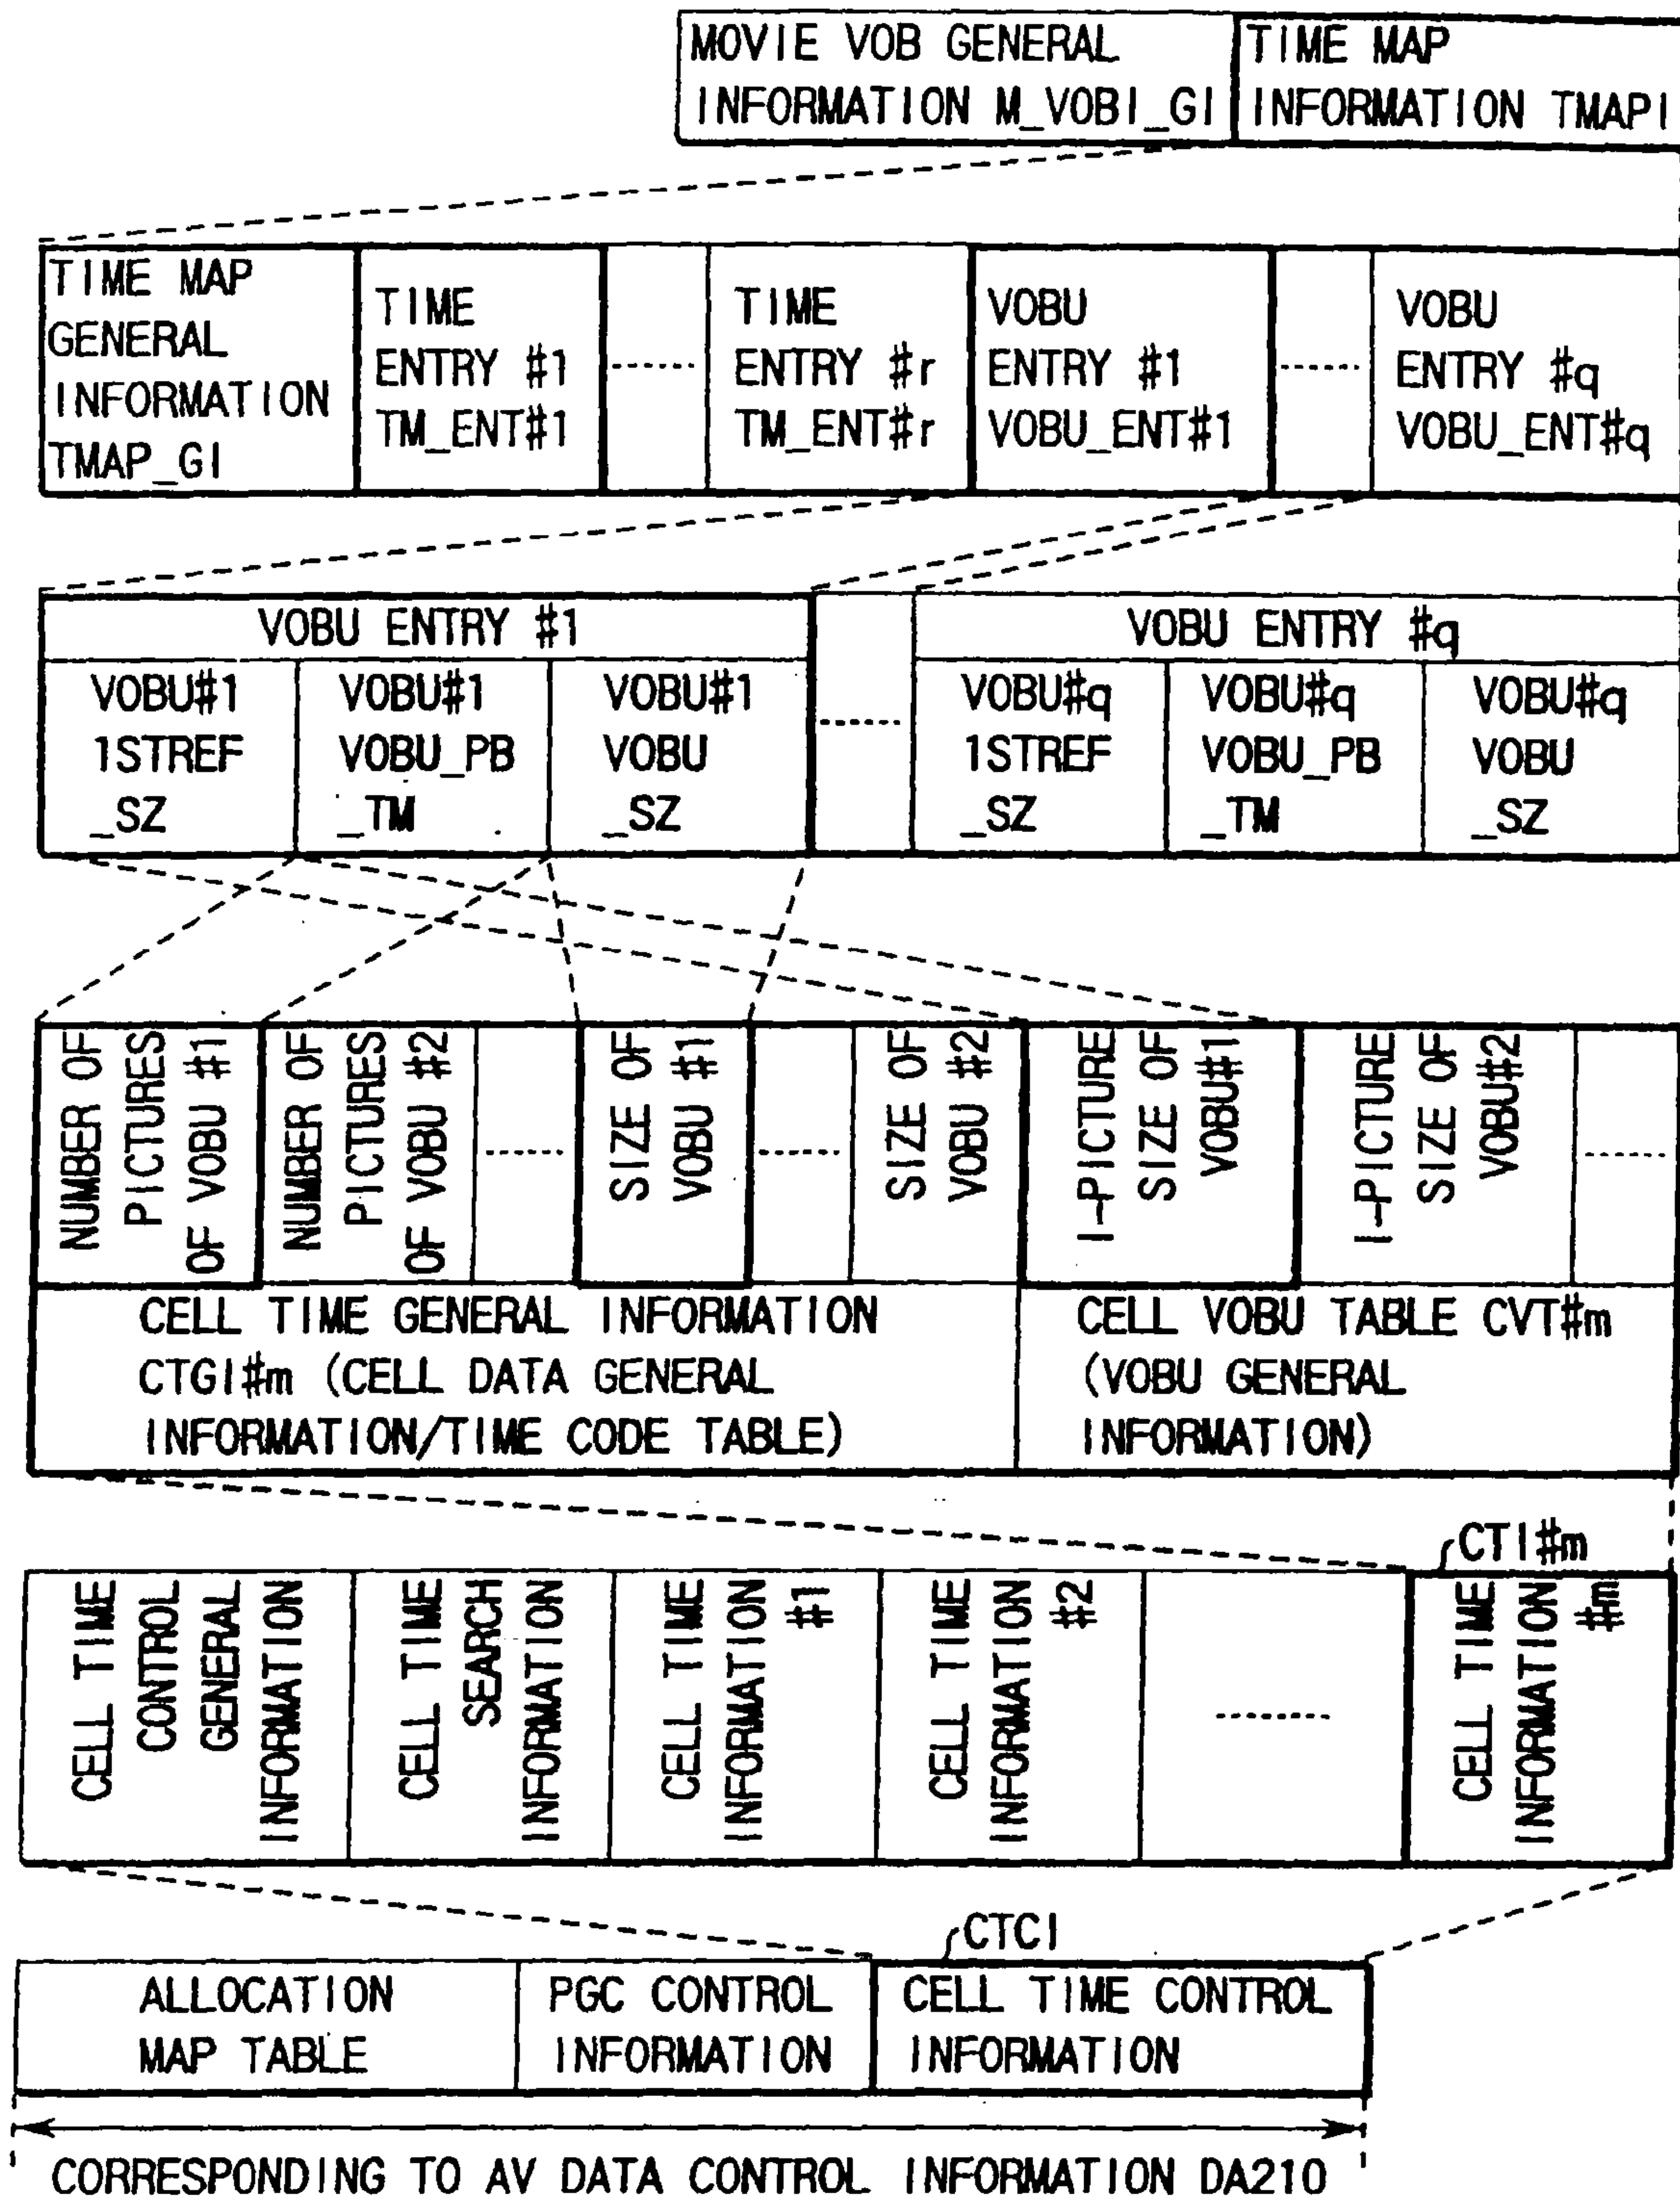 MOVIE VOB GENERAL
INFORMATION M_VOBI_GI
TIME MAP
INFORMATION TMAPI
TIME MAP
GENERAL
INFORMATION
TMAP_GI
TIME
ENTRY #1
TM_ENT#1
........
TIME
ENTRY #r
TM_ENT#r
VOBU
ENTRY #1
VOBU_ENT#1
........
VOBU
ENTRY #q
VOBU_ENT#q
VOBU ENTRY #1
VOBU#1
1STREF
_SZ
VOBU#1
VOBU_PB
_TM
VOBU#1
VOBU
_SZ
........
VOBU ENTRY #q
VOBU#q
1STREF
_SZ
VOBU#q
VOBU_PB
_TM
VOBU#q
VOBU
_SZ
NUMBER OF
PICTURES
OF VOBU #1
NUMBER OF
PICTURES
OF VOBU #2
........
SIZE OF
VOBU #1
........
SIZE OF
VOBU #2
I-PICTURE
SIZE OF
VOBU#1
I-PICTURE
SIZE OF
VOBU#2
........
CELL TIME GENERAL INFORMATION
CTGI#m (CELL DATA GENERAL
INFORMATION/TIME CODE TABLE)
CELL VOBU TABLE CVT#m
(VOBU GENERAL
INFORMATION)
CTI#m
CELL TIME
CONTROL
GENERAL
INFORMATION
CELL TIME
SEARCH
INFORMATION
CELL TIME
INFORMATION
#1
CELL TIME
INFORMATION
#2
........
CELL TIME
INFORMATION
#m
CTCI
ALLOCATION
MAP TABLE
PGC CONTROL
INFORMATION
CELL TIME CONTROL
INFORMATION
CORRESPONDING TO AV DATA CONTROL INFORMATION DA210